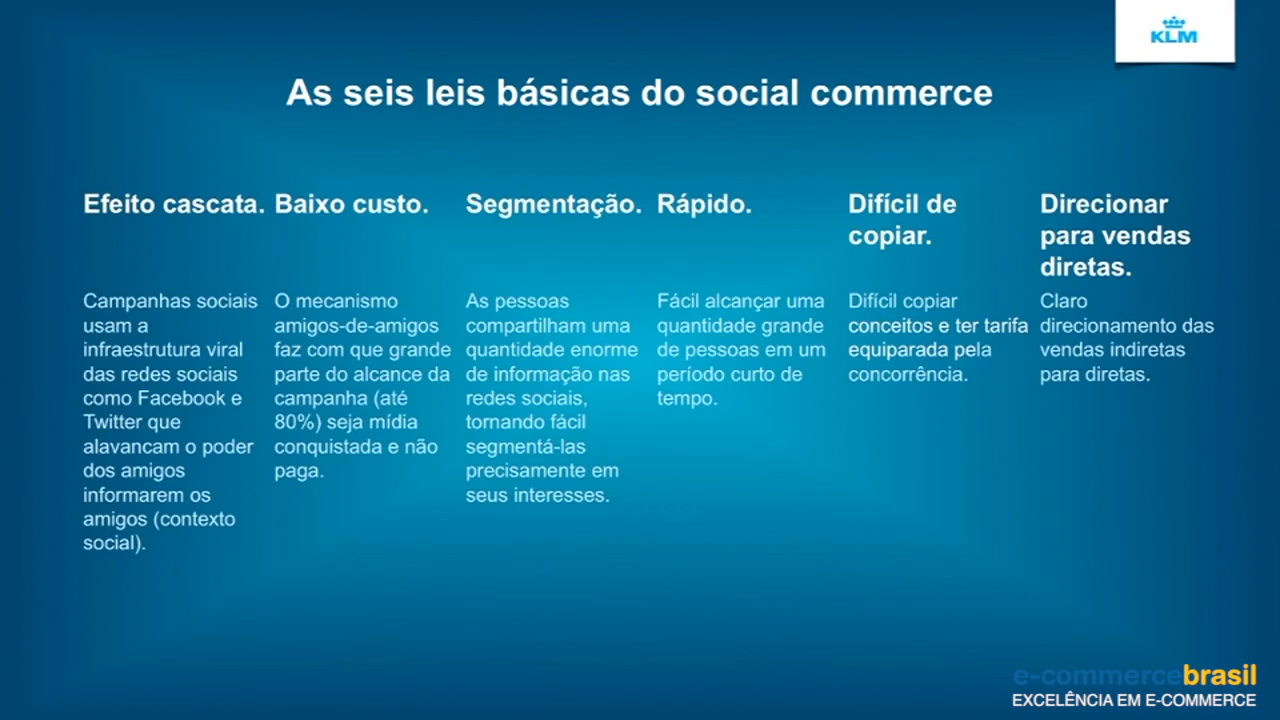 KLM
As seis leis básicas do social commerce
Efeito cascata.
Campanhas sociais
usam a
infraestrutura viral
das redes sociais
como Facebook e
Twitter que
alavancam o poder
dos amigos
informarem os
amigos (contexto
social).
Baixo custo.
O mecanismo
amigos-de-amigos
faz com que grande
parte do alcance da
campanha (até
80%) seja mídia
conquistada e não
paga.
Segmentação.
As pessoas
compartilham uma
quantidade enorme
de informação nas
redes sociais,
tornando fácil
segmentá-las
precisamente em
seus interesses.
Rápido.
Fácil alcançar uma
quantidade grande
de pessoas em um
período curto de
tempo.
Difícil de
copiar.
Difícil copiar
conceitos e ter tarifa
equiparada pela
concorrência.
Direcionar
para vendas
diretas.
Claro
direcionamento das
vendas indiretas
para diretas.
e-commercebrasil
EXCELÊNCIA EM E-COMMERCE